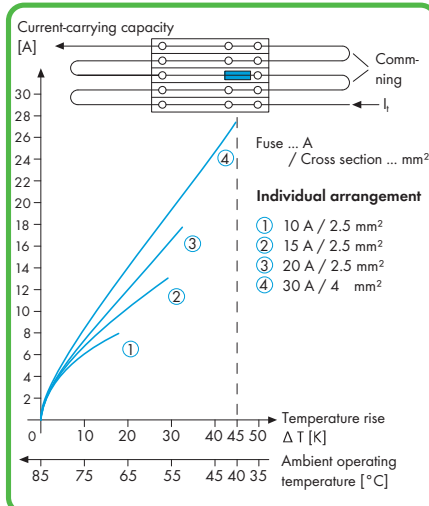 Current-carrying capacity
[A]
Comm-
ning
Iₜ
30
28
26
24
22
20
18
16
14
12
10
8
6
4
2
0
Fuse ... A
/ Cross section ... mm²
Individual arrangement
① 10 A / 2.5 mm²
② 15 A / 2.5 mm²
③ 20 A / 2.5 mm²
④ 30 A / 4 mm²
④
③
②
①
10 20 30 45 45 50
Temperature rise
Δ T [K]
85 75 65 55 45 40 35
Ambient operating
temperature [°C]